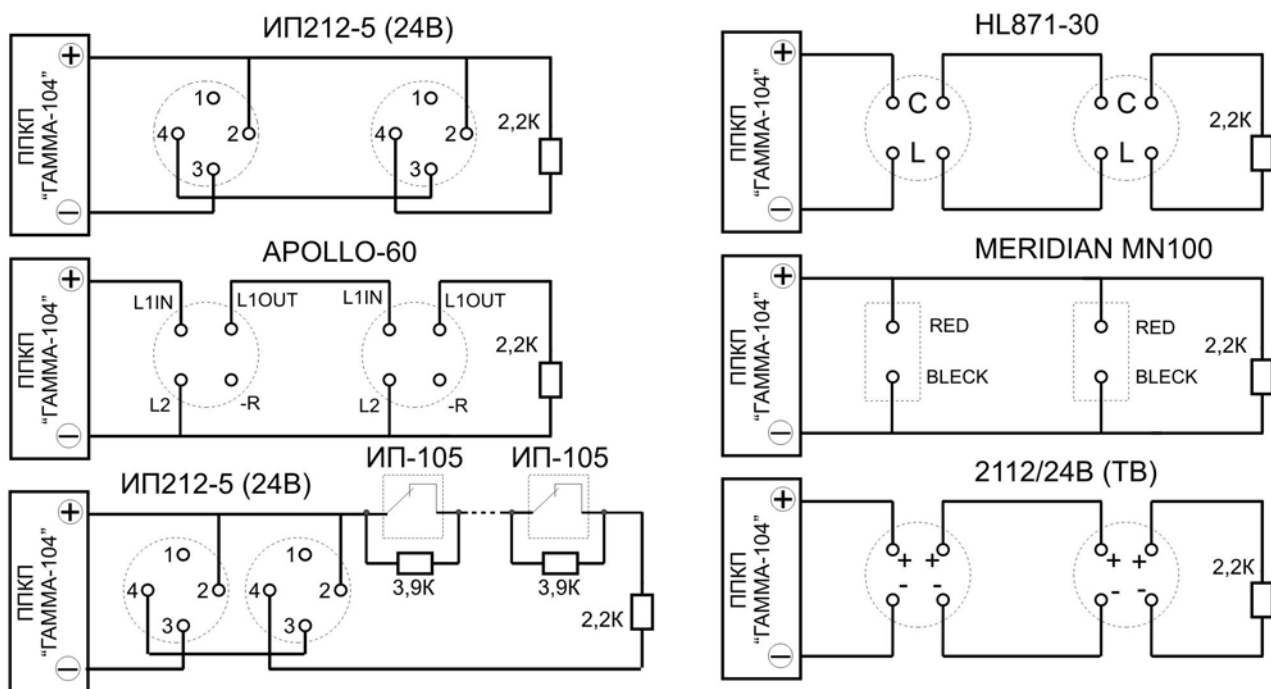 ИП212-5 (24В)
ППКП
"ГАММА-104"
+
−
1
4
2
3
1
4
2
3
2,2К
HL871-30
ППКП
"ГАММА-104"
+
−
C
L
C
L
2,2К
APOLLO-60
ППКП
"ГАММА-104"
+
−
L1IN
L1OUT
L1IN
L1OUT
L2
-R
L2
-R
2,2К
MERIDIAN MN100
ППКП
"ГАММА-104"
+
−
RED
RED
BLECK
BLECK
2,2К
ИП212-5 (24В)
ИП-105
ИП-105
ППКП
"ГАММА-104"
+
−
1
4
2
3
1
4
2
3
3,9К
3,9К
2,2К
2112/24В (ТВ)
ППКП
"ГАММА-104"
+
−
+ +
- -
+ +
- -
2,2К